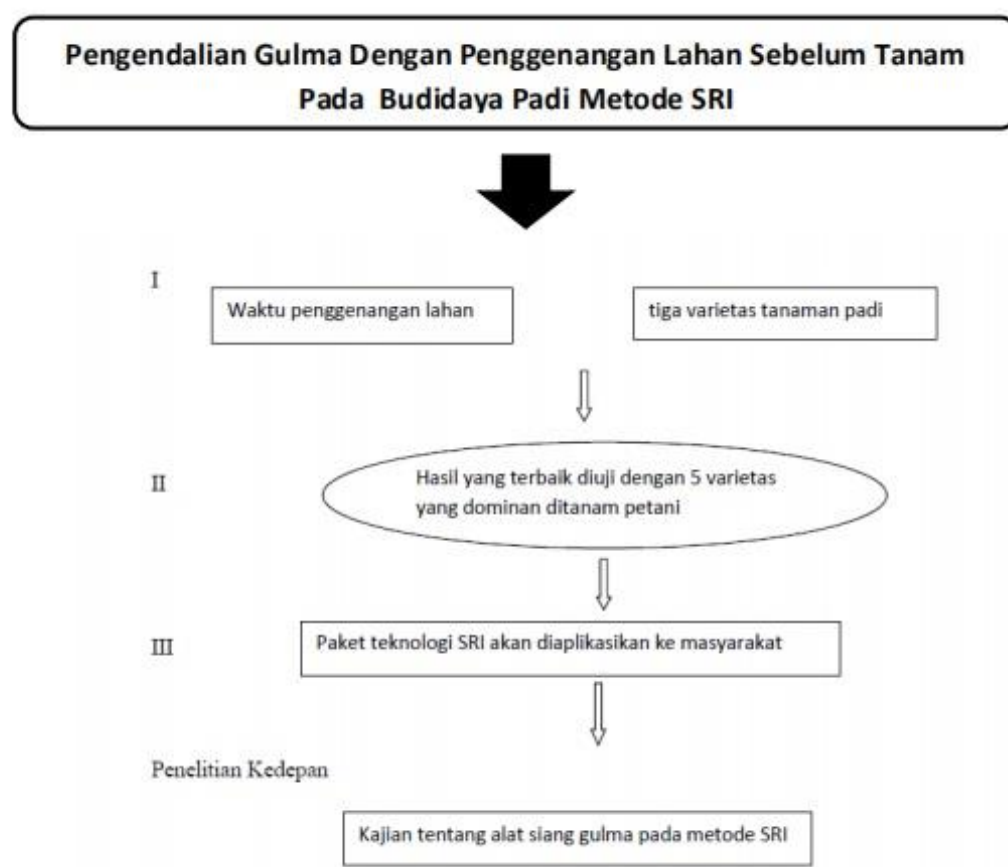 Pengendalian Gulma Dengan Penggenangan Lahan Sebelum Tanam
Pada Budidaya Padi Metode SRI
I
Waktu penggenangan lahan
tiga varietas tanaman padi
II
Hasil yang terbaik diuji dengan 5 varietas
yang dominan ditanam petani
III
Paket teknologi SRI akan diaplikasikan ke masyarakat
Penelitian Kedepan
Kajian tentang alat siang gulma pada metode SRI